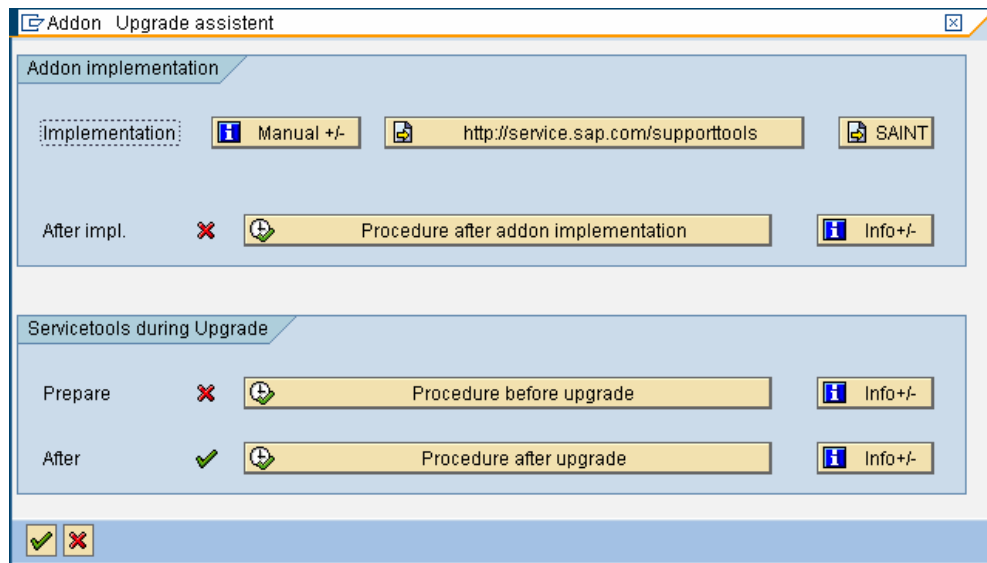 Addon Upgrade assistent
Addon implementation
Implementation Manual +/- http://service.sap.com/supporttools SAINT
After impl. Procedure after addon implementation Info+/-
Servicetools during Upgrade
Prepare Procedure before upgrade Info+/-
After Procedure after upgrade Info+/-